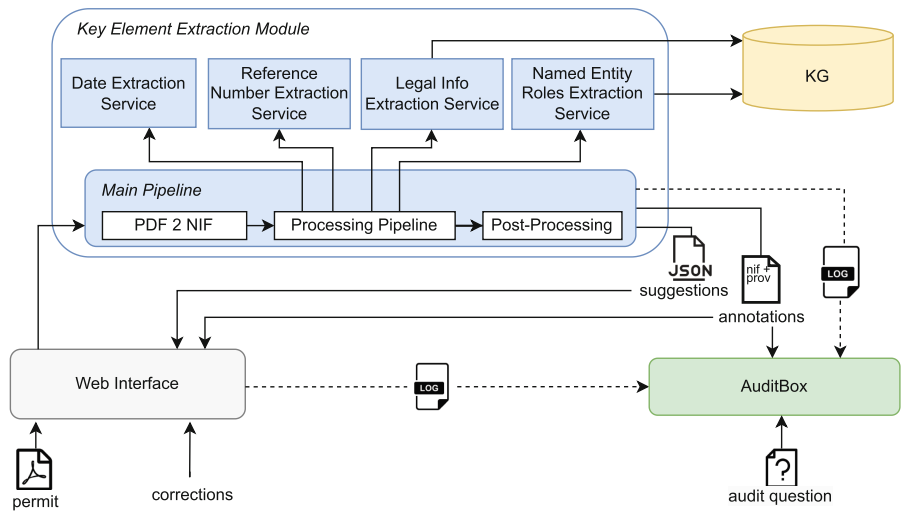 Key Element Extraction Module
Date Extraction
Service
Reference
Number Extraction
Service
Legal Info
Extraction Service
Named Entity
Roles Extraction
Service
KG
Main Pipeline
PDF 2 NIF
Processing Pipeline
Post-Processing
JSON
suggestions
nif +
prov
annotations
LOG
Web Interface
LOG
AuditBox
permit
corrections
?
audit question